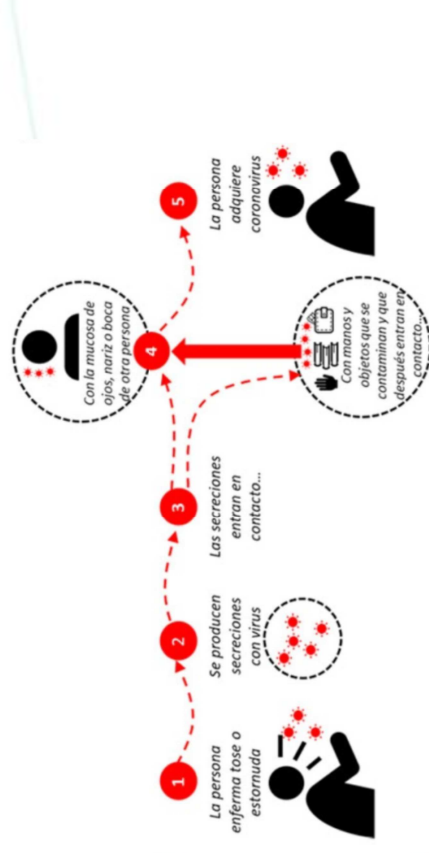 1
La persona
enferma tose o
estornuda
2
Se producen
secreciones
con virus
3
Las secreciones
entran en
contacto...
4
Con la mucosa de
ojos, nariz o boca
de otra persona
Con manos y
objetos que se
contaminan y que
después entran en
contacto...
5
La persona
adquiere
coronavirus